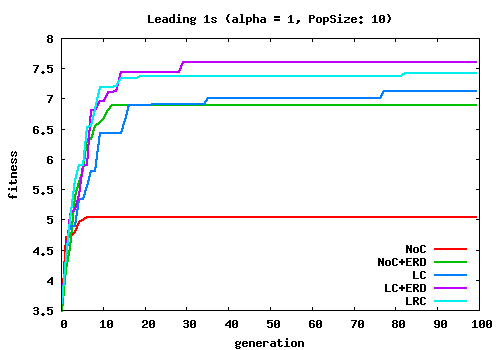 Leading 1s (alpha = 1, PopSize: 10)
8
7.5
7
6.5
6
5.5
5
4.5
4
3.5
fitness
NoC
NoC+ERD
LC
LC+ERD
LRC
0 10 20 30 40 50 60 70 80 90 100
generation